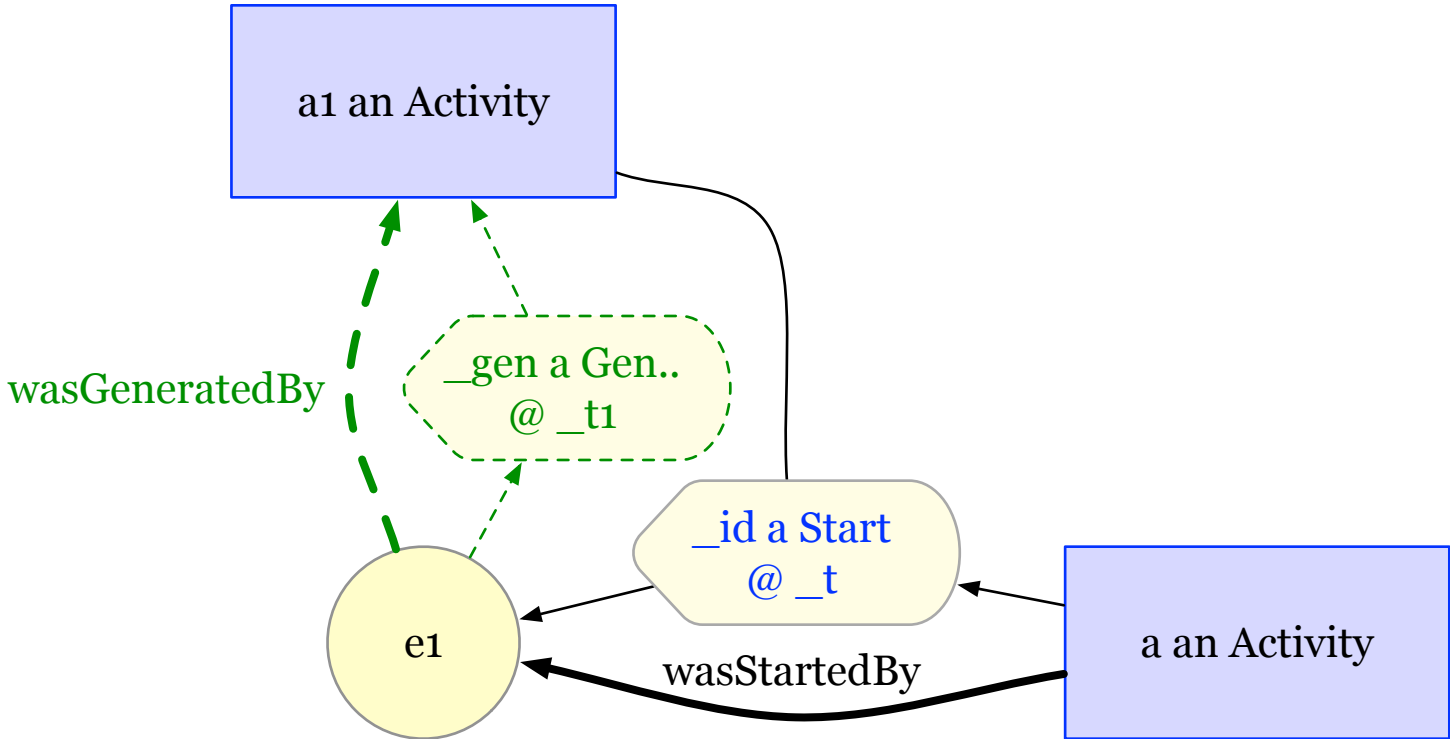 a1 an Activity
_gen a Gen..
@ _t1
wasGeneratedBy
_id a Start
@ _t
e1
wasStartedBy
a an Activity